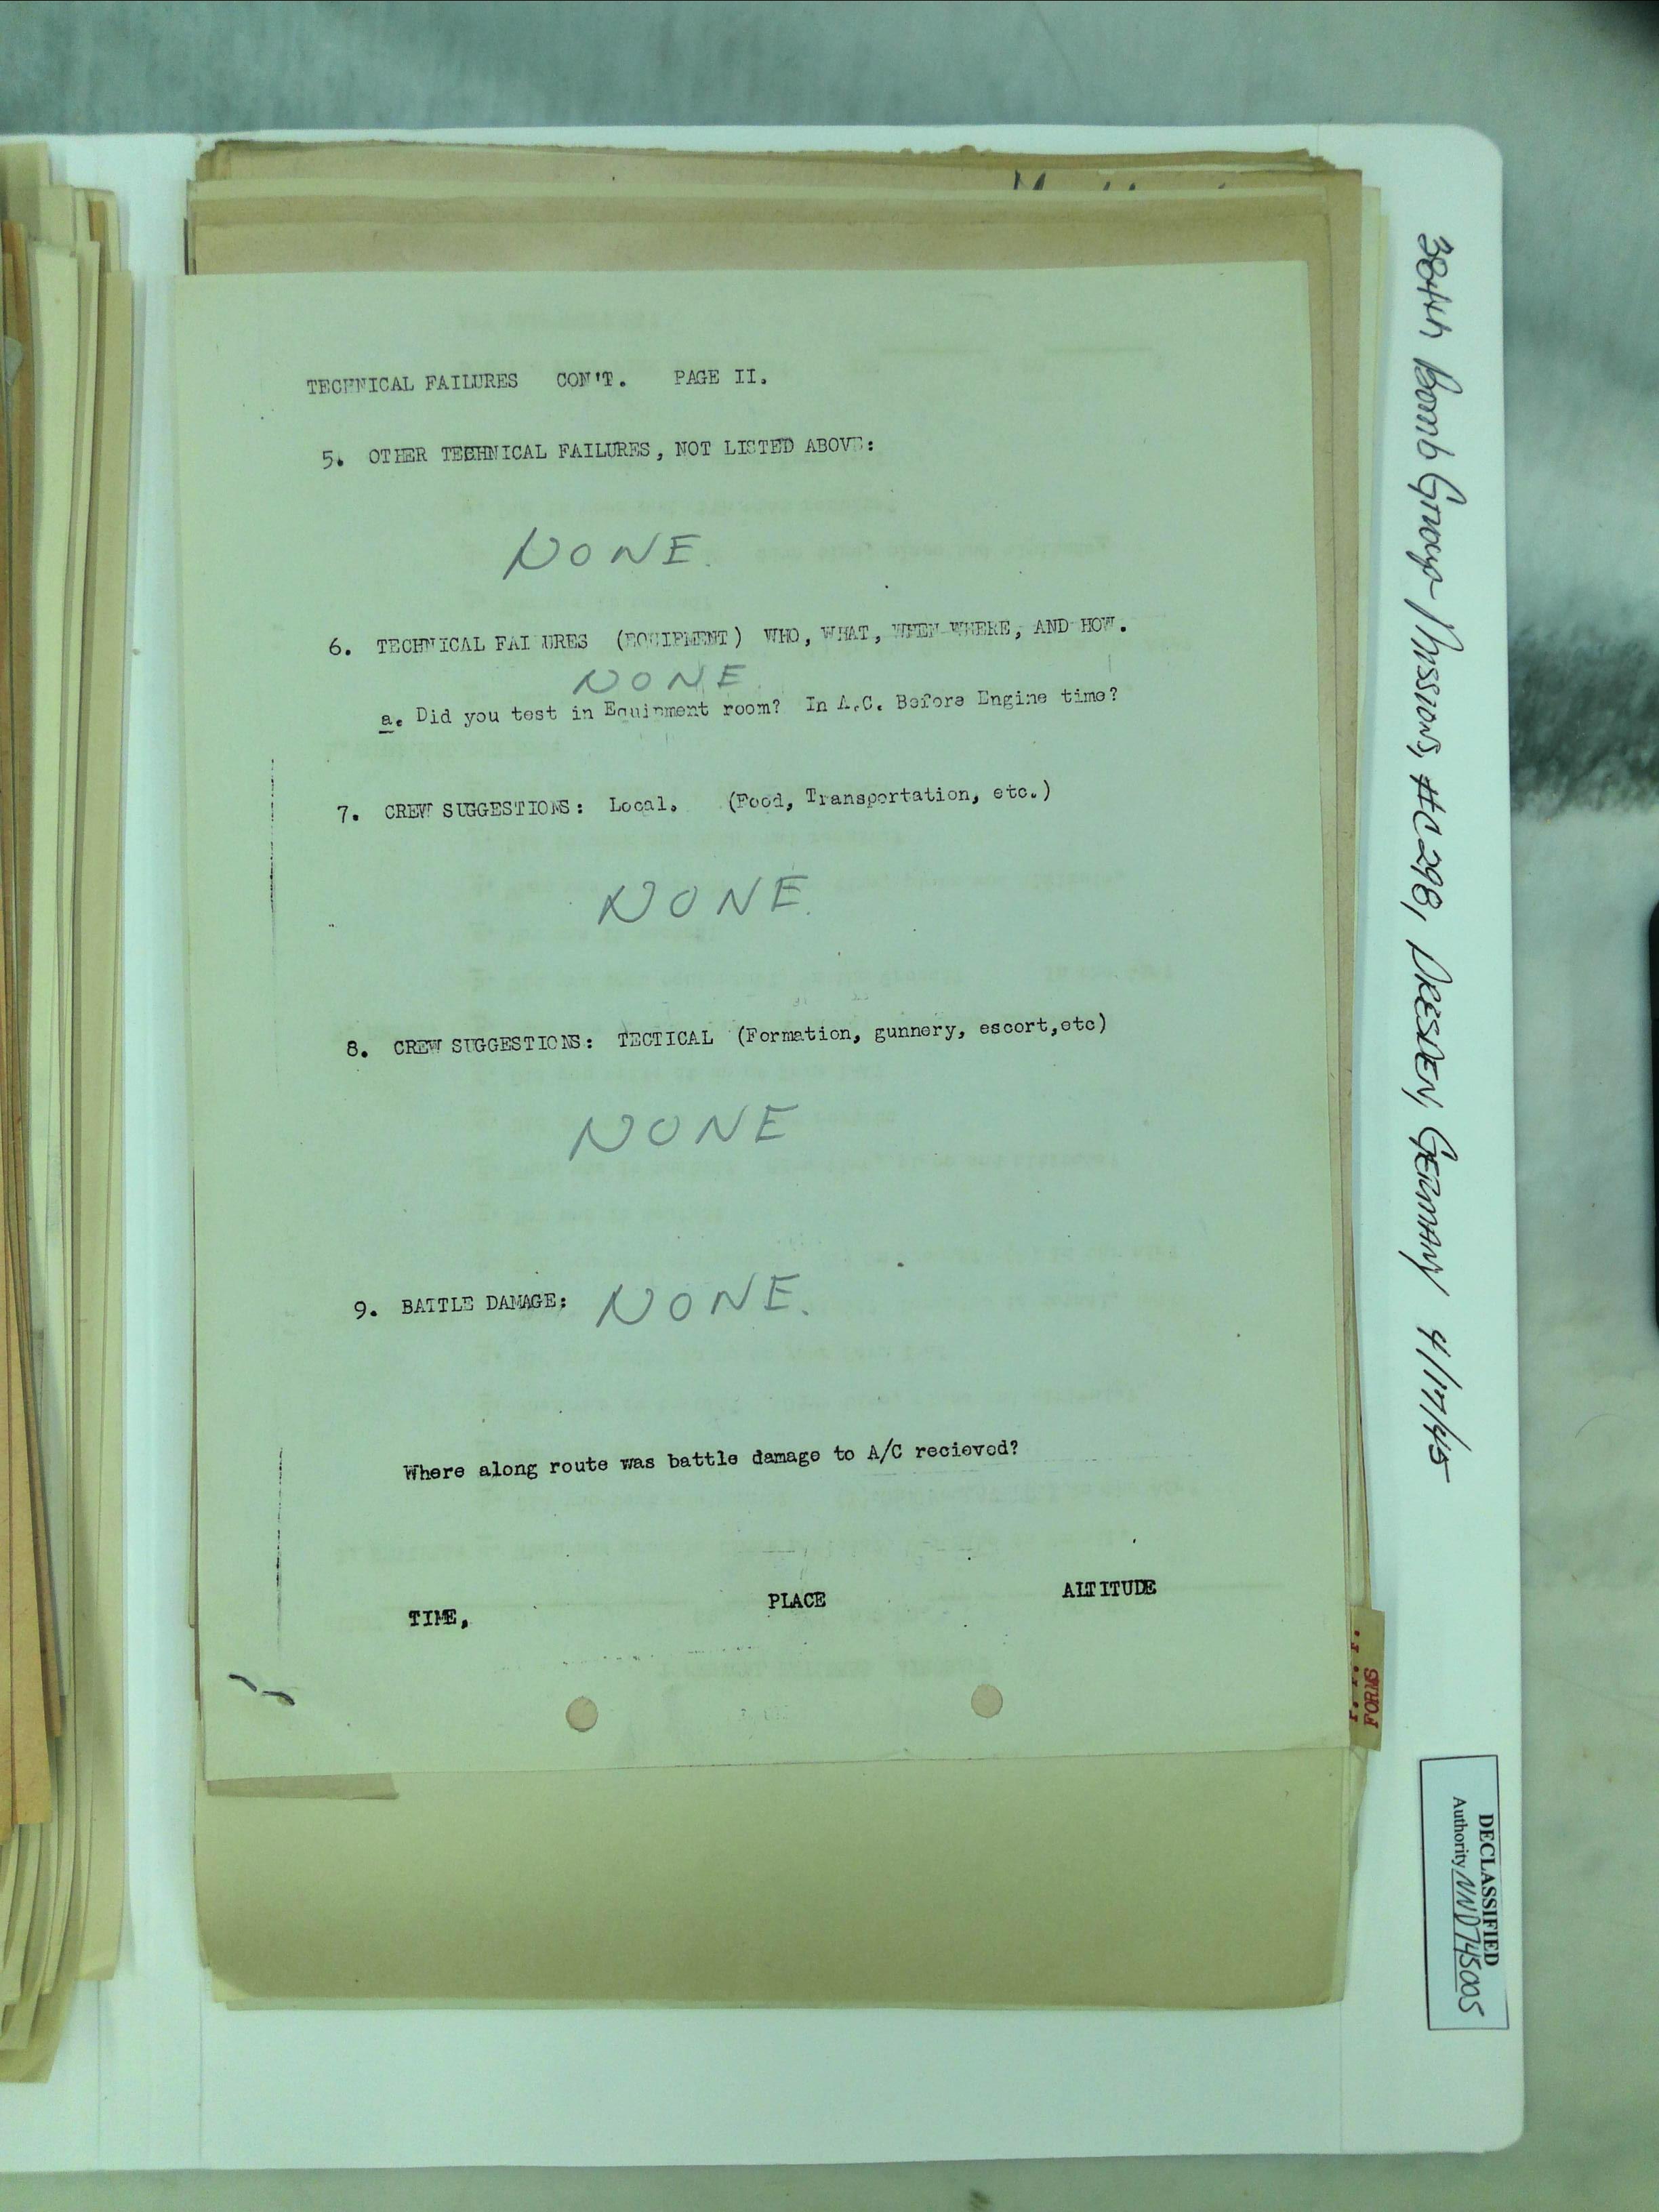 TECHNICAL FAILURES CON'T. PAGE II.
5. OTHER TECHNICAL FAILURES, NOT LISTED ABOVE:
NONE.
6. TECHNICAL FAILURES (EQUIPMENT) WHO, WHAT, WHEN WHERE, AND HOW.
NONE.
a. Did you test in Equipment room? In A.C. Before Engine time?
7. CREW SUGGESTIONS: Local. (Food, Transportation, etc.)
NONE.
8. CREW SUGGESTIONS: TECTICAL (Formation, gunnery, escort,etc)
NONE
9. BATTLE DAMAGE: NONE.
Where along route was battle damage to A/C recieved?
TIME, PLACE ALTITUDE
FORMS
384th Bomb Group - Missions, #C298, DRESDEN, GERMANY 4/17/45
DECLASSIFIED
Authority NND745005